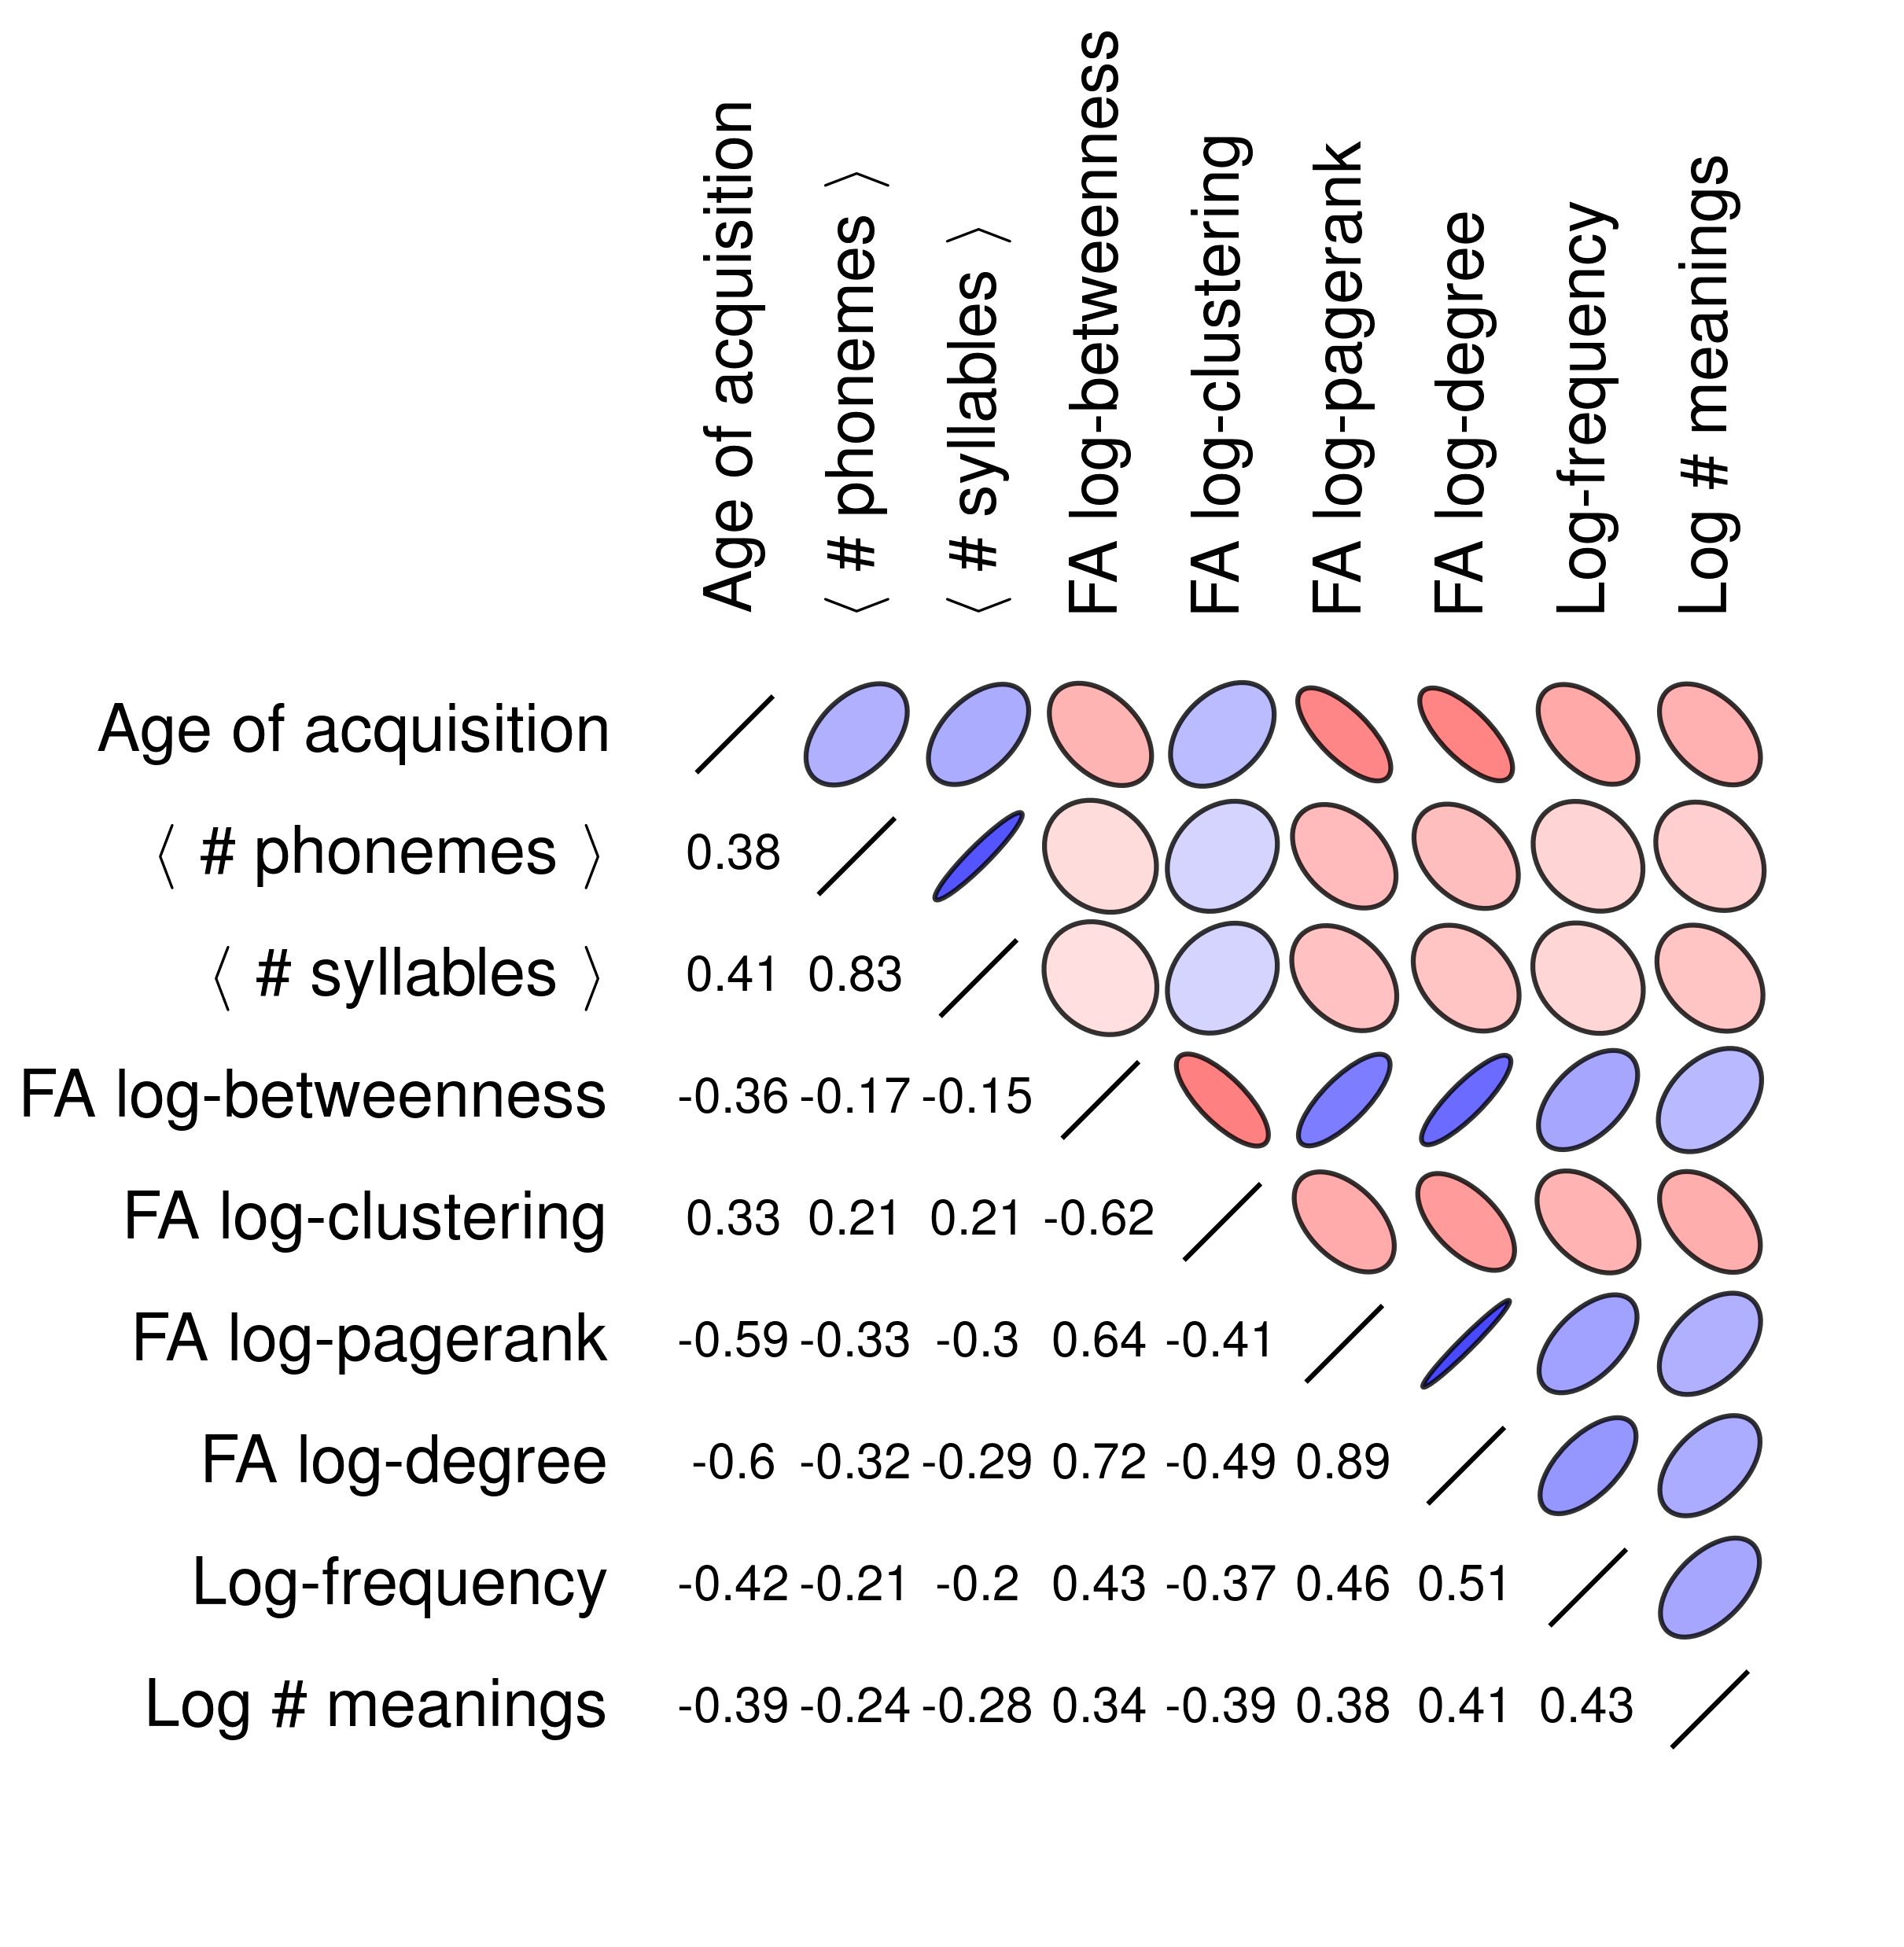 Age of acquisition
〈 # phonemes 〉
〈 # syllables 〉
FA log-betweenness
FA log-clustering
FA log-pagerank
FA log-degree
Log-frequency
Log # meanings
Age of acquisition
〈 # phonemes 〉 0.38
〈 # syllables 〉 0.41 0.83
FA log-betweenness -0.36 -0.17 -0.15
FA log-clustering 0.33 0.21 0.21 -0.62
FA log-pagerank -0.59 -0.33 -0.3 0.64 -0.41
FA log-degree -0.6 -0.32 -0.29 0.72 -0.49 0.89
Log-frequency -0.42 -0.21 -0.2 0.43 -0.37 0.46 0.51
Log # meanings -0.39 -0.24 -0.28 0.34 -0.39 0.38 0.41 0.43